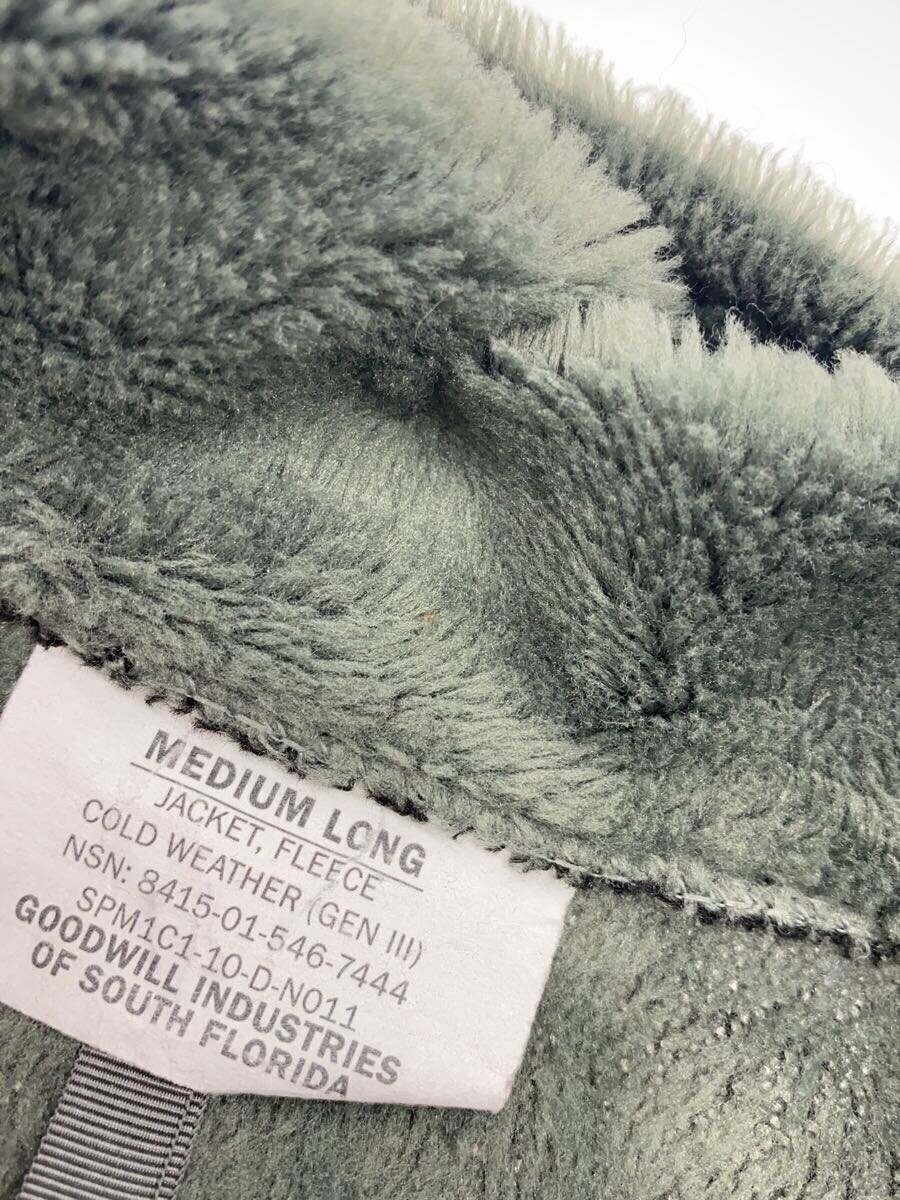 MEDIUM LONG
JACKET, FLEECE
COLD WEATHER (GEN III)
NSN: 8415-01-546-7444
SPM1C1-10-D-N011
GOODWILL INDUSTRIES
OF SOUTH FLORIDA